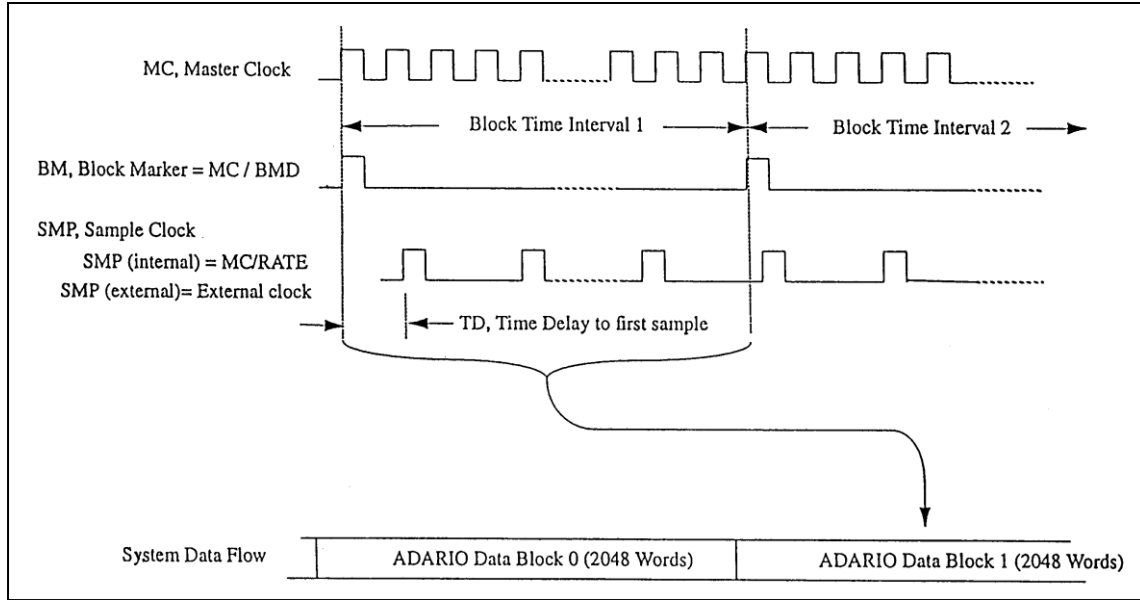 MC, Master Clock
Block Time Interval 1
Block Time Interval 2
BM, Block Marker = MC / BMD
SMP, Sample Clock
SMP (internal) = MC/RATE
SMP (external)= External clock
TD, Time Delay to first sample
System Data Flow
ADARIO Data Block 0 (2048 Words)
ADARIO Data Block 1 (2048 Words)